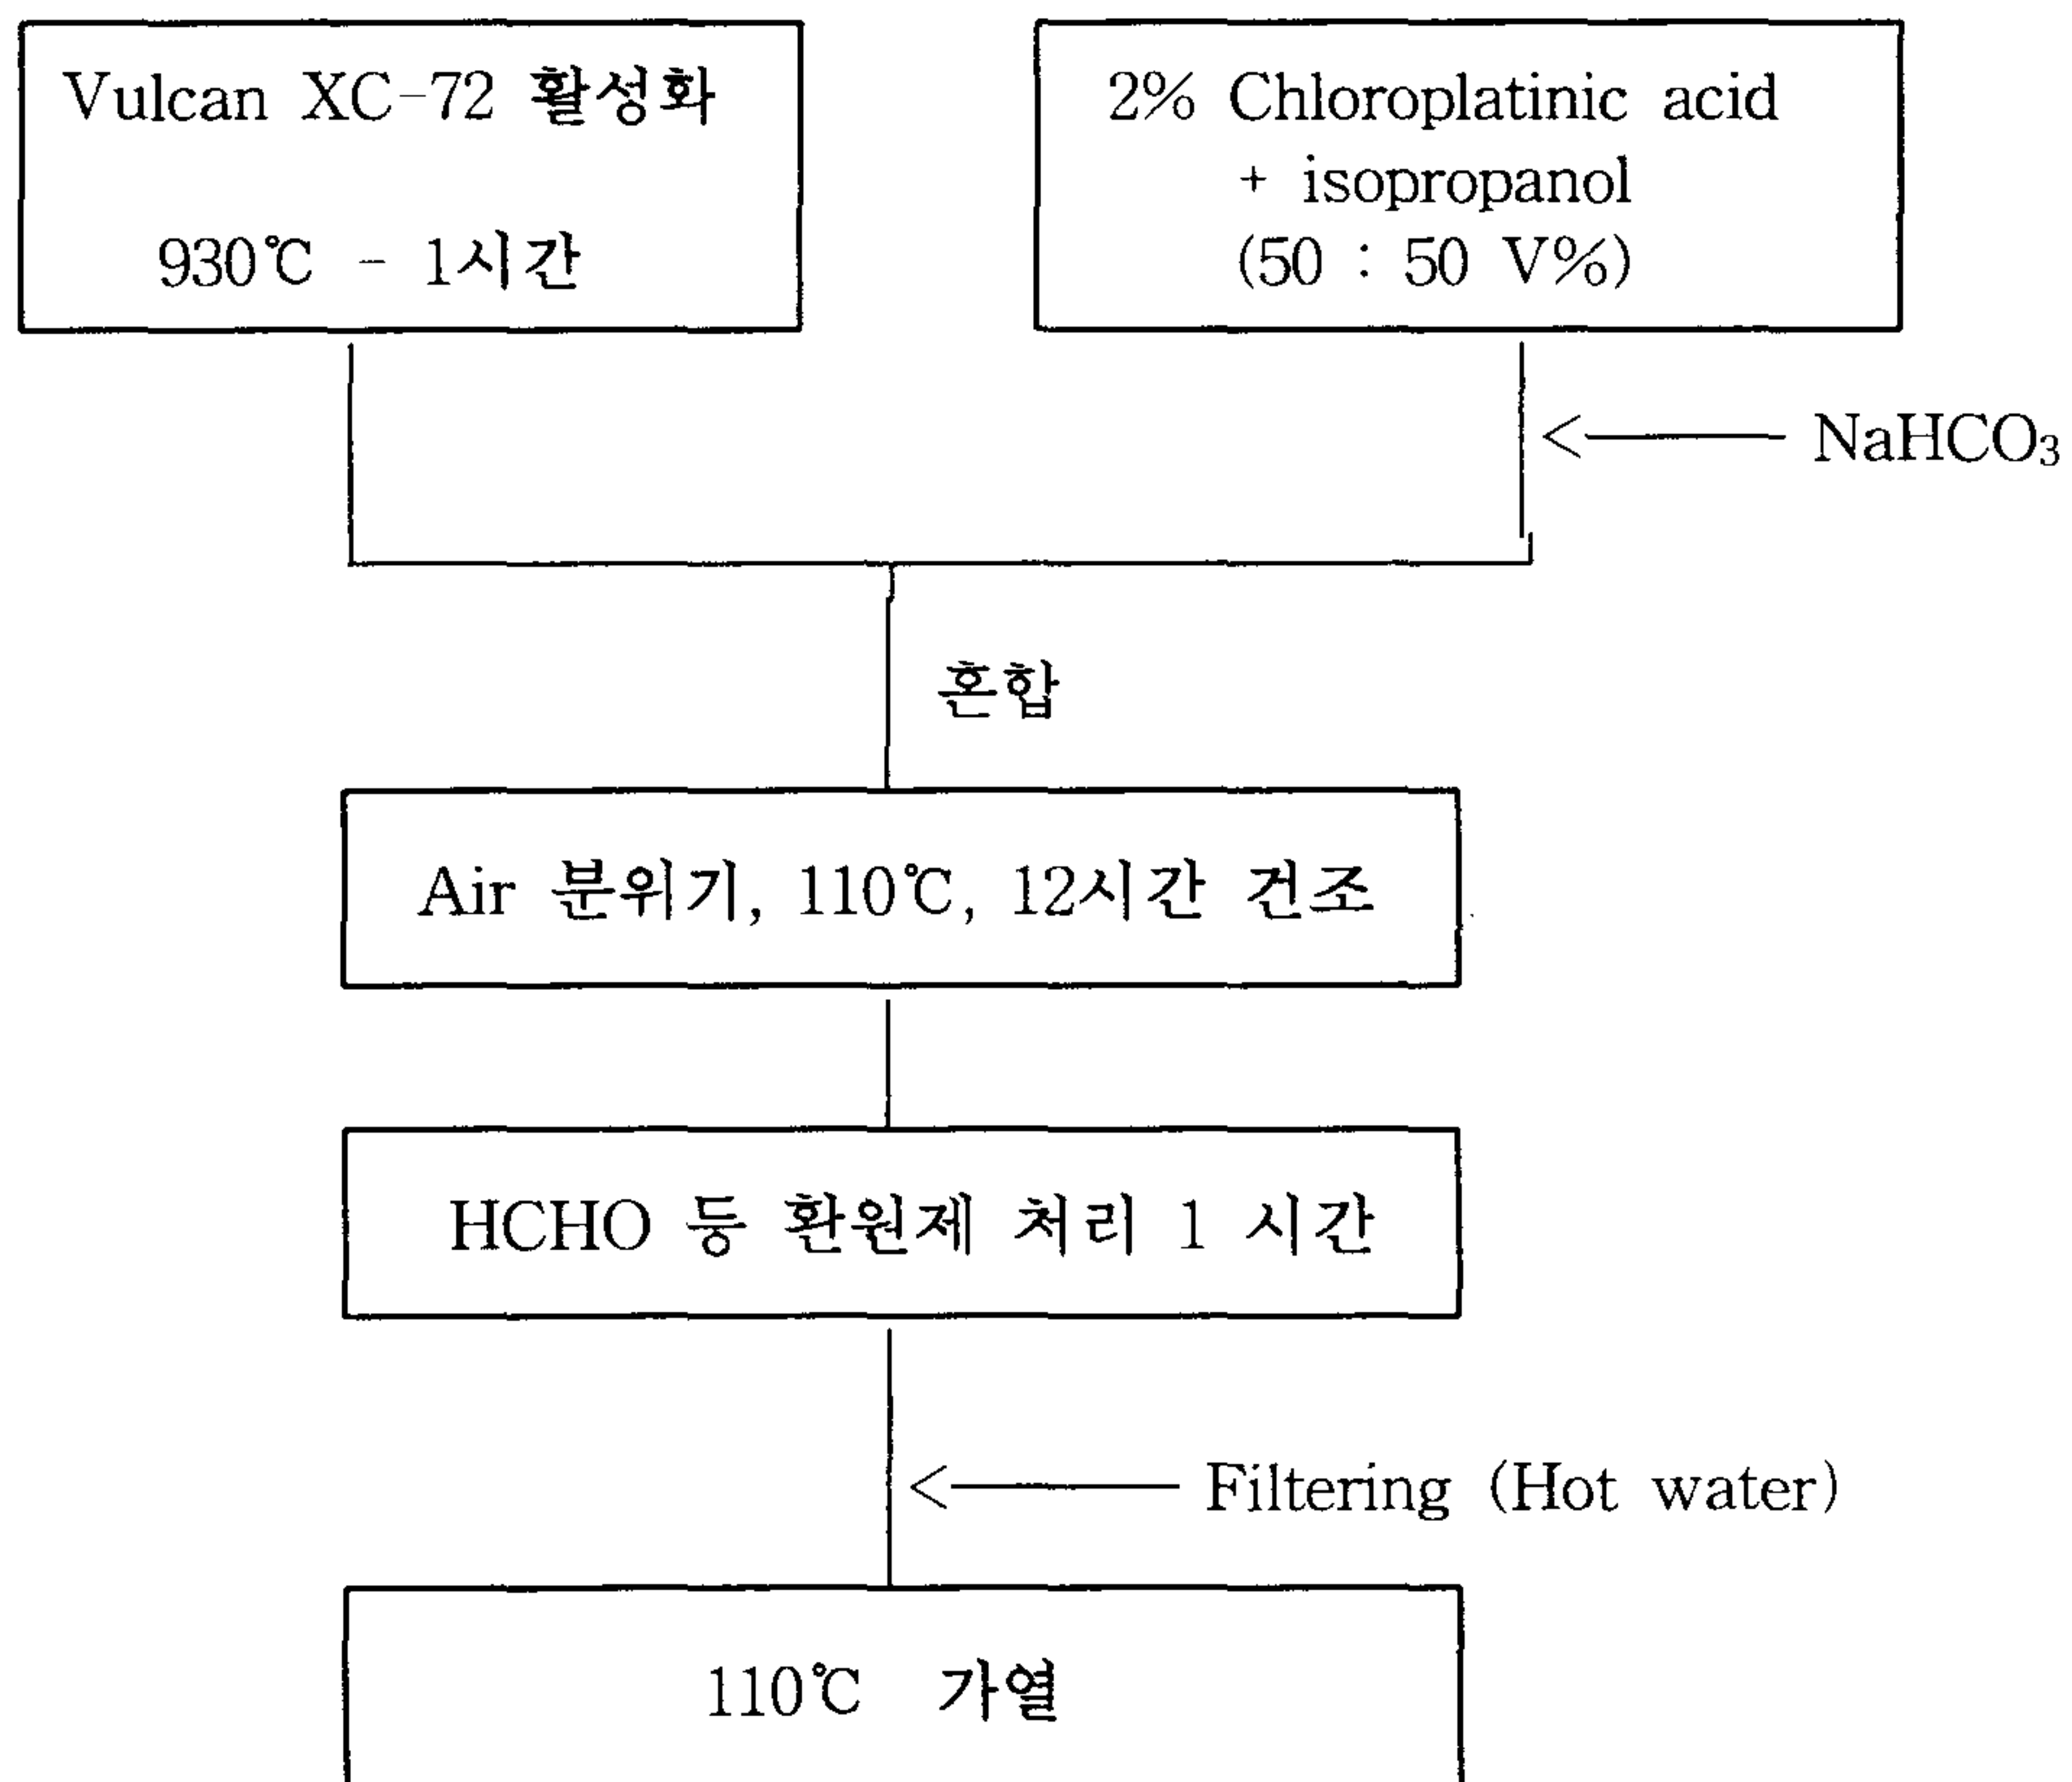 Vulcan XC-72 활성화
930℃ - 1시간
2% Chloroplatinic acid
+ isopropanol
(50 : 50 V%)
NaHCO₃
혼합
Air 분위기, 110℃, 12시간 건조
HCHO 등 환원제 처리 1 시간
Filtering (Hot water)
110℃ 가열